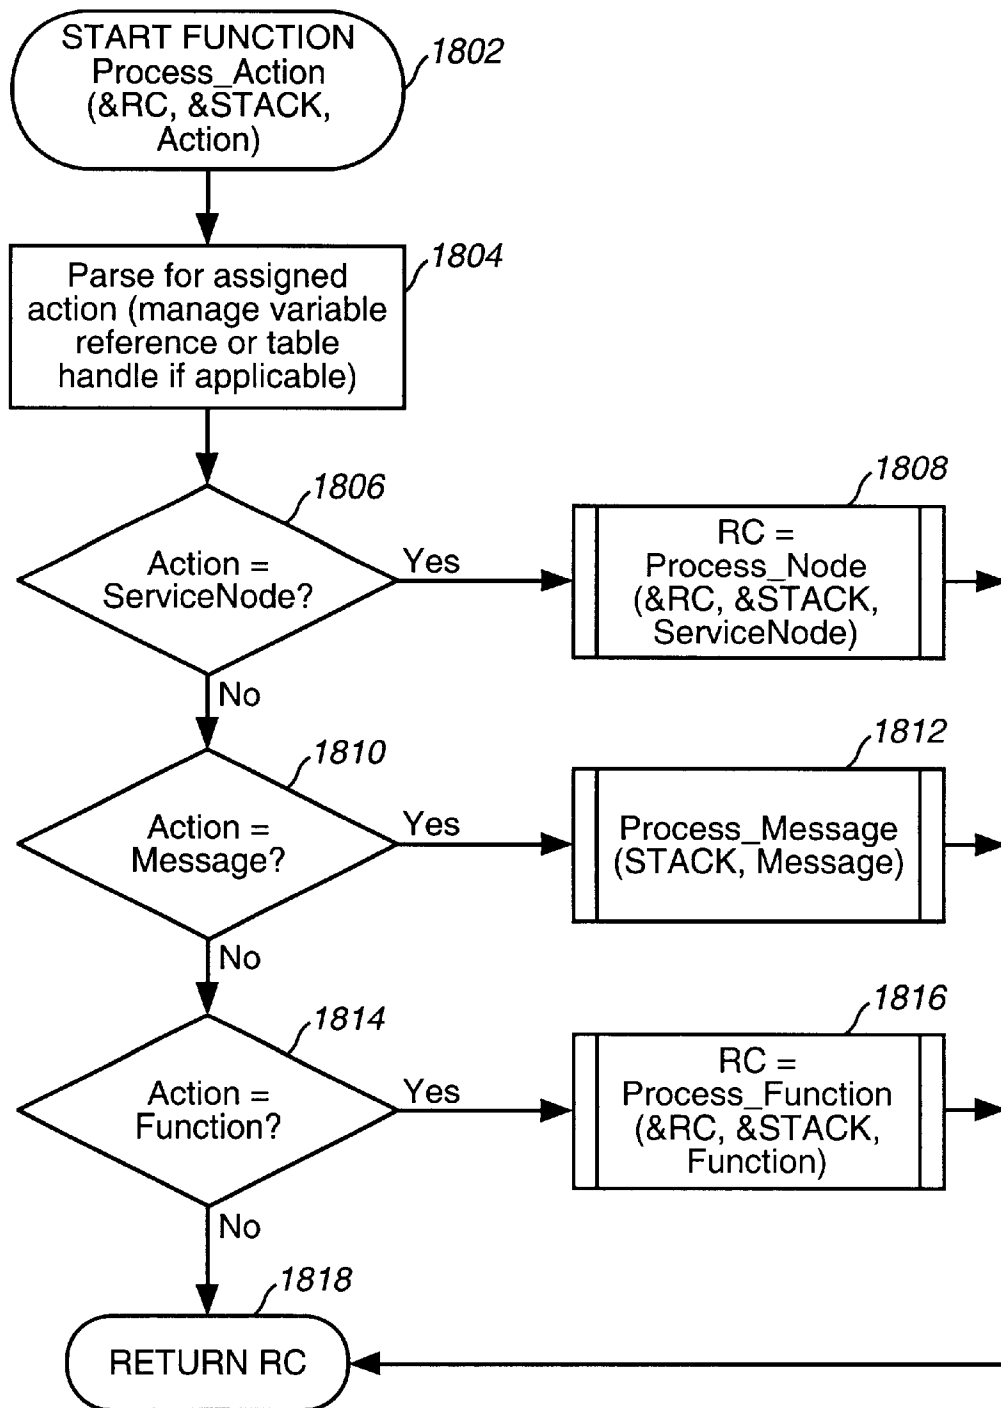 START FUNCTION
Process_Action
(&RC, &STACK,
Action)
1802
Parse for assigned
action (manage variable
reference or table
handle if applicable)
1804
1806
Action =
ServiceNode?
Yes
No
1808
RC =
Process_Node
(&RC, &STACK,
ServiceNode)
1810
Action =
Message?
Yes
No
1812
Process_Message
(STACK, Message)
1814
Action =
Function?
Yes
No
1816
RC =
Process_Function
(&RC, &STACK,
Function)
1818
RETURN RC